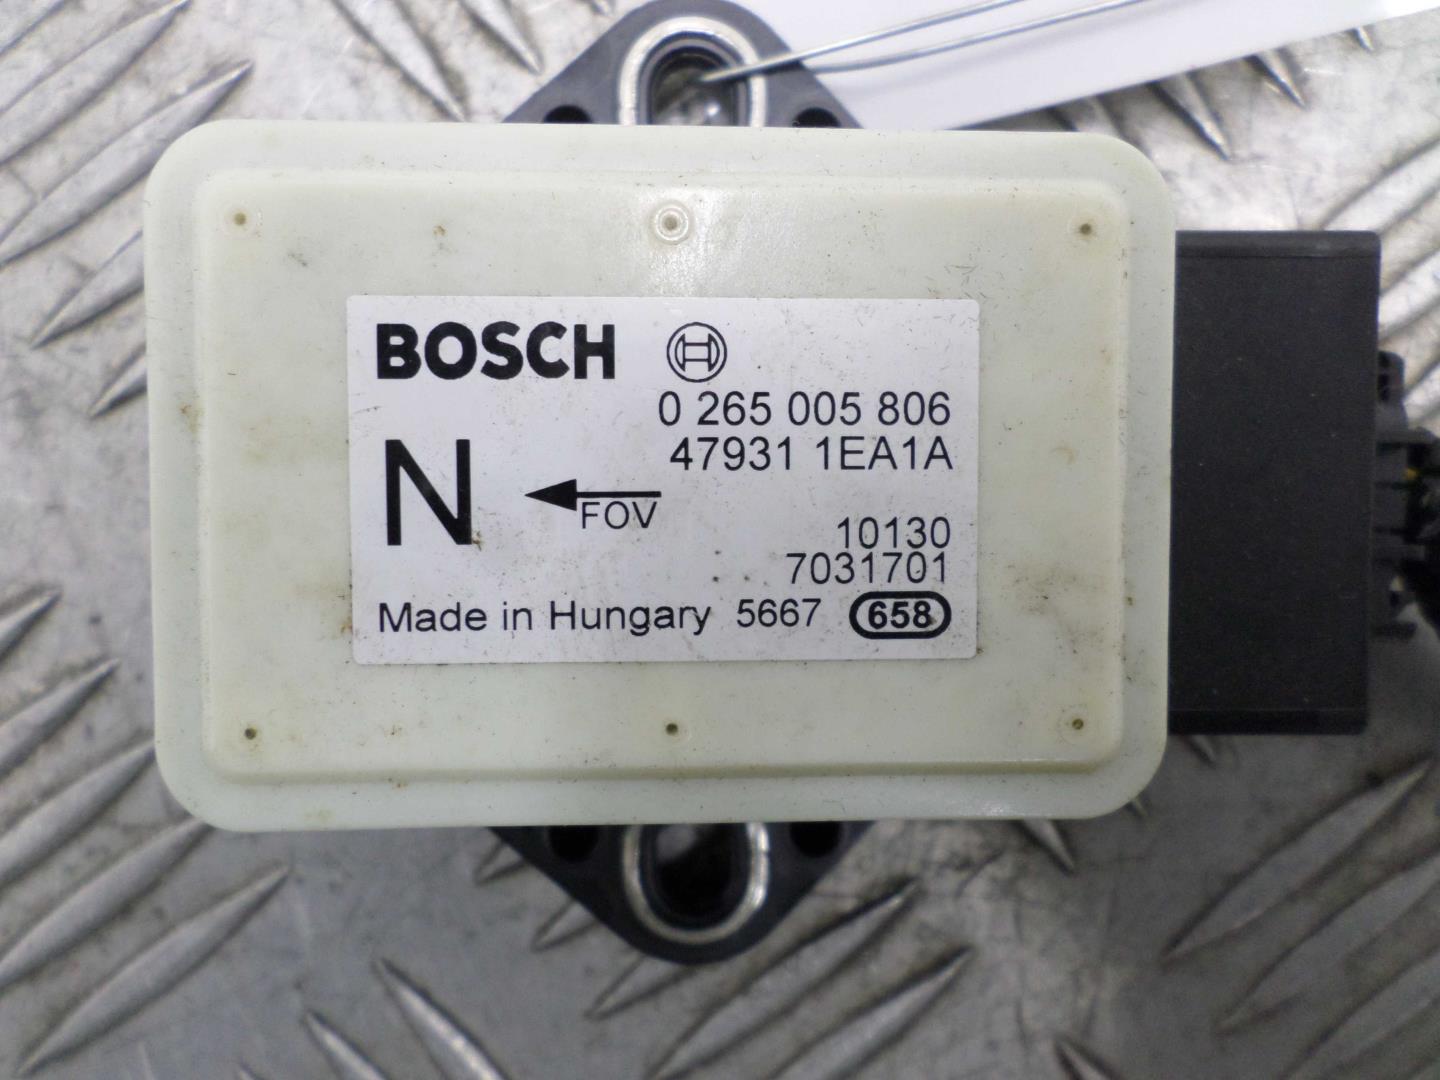 BOSCH
0 265 005 806
47931 1EA1A
N
FOV
10130
7031701
Made in Hungary 5667 658